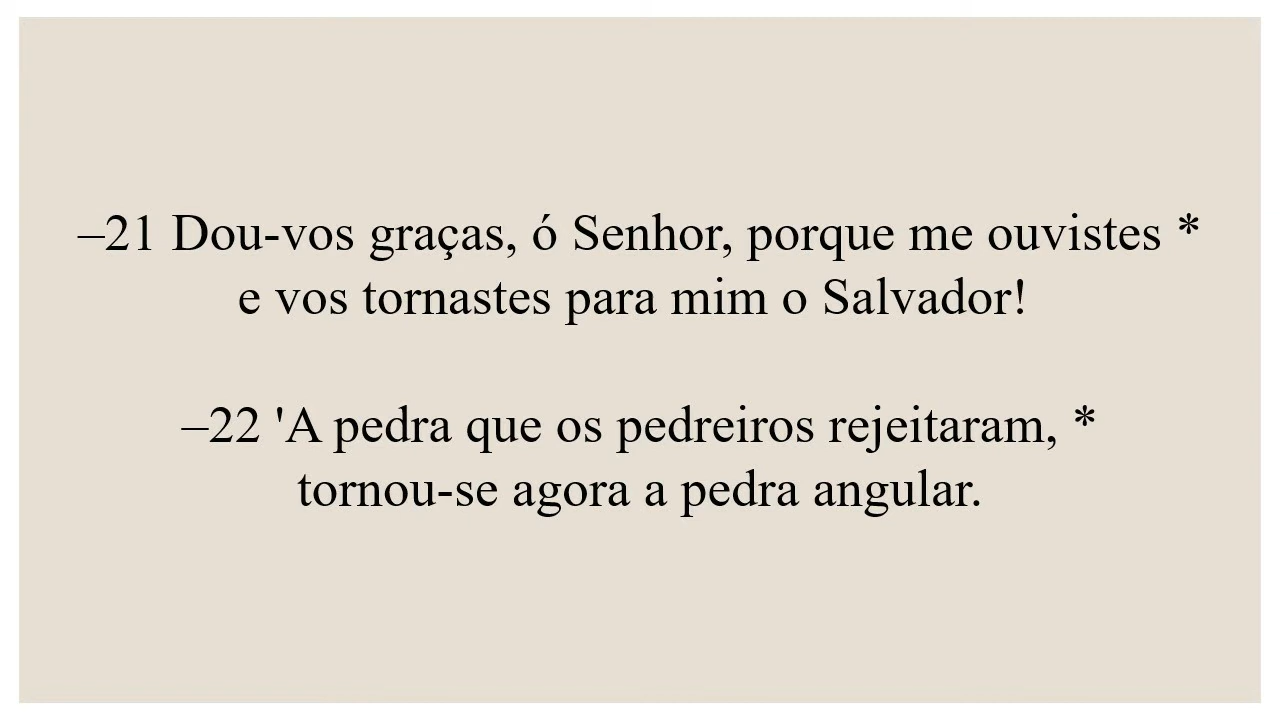 –21 Dou-vos graças, ó Senhor, porque me ouvistes *
e vos tornastes para mim o Salvador!
–22 'A pedra que os pedreiros rejeitaram, *
tornou-se agora a pedra angular.